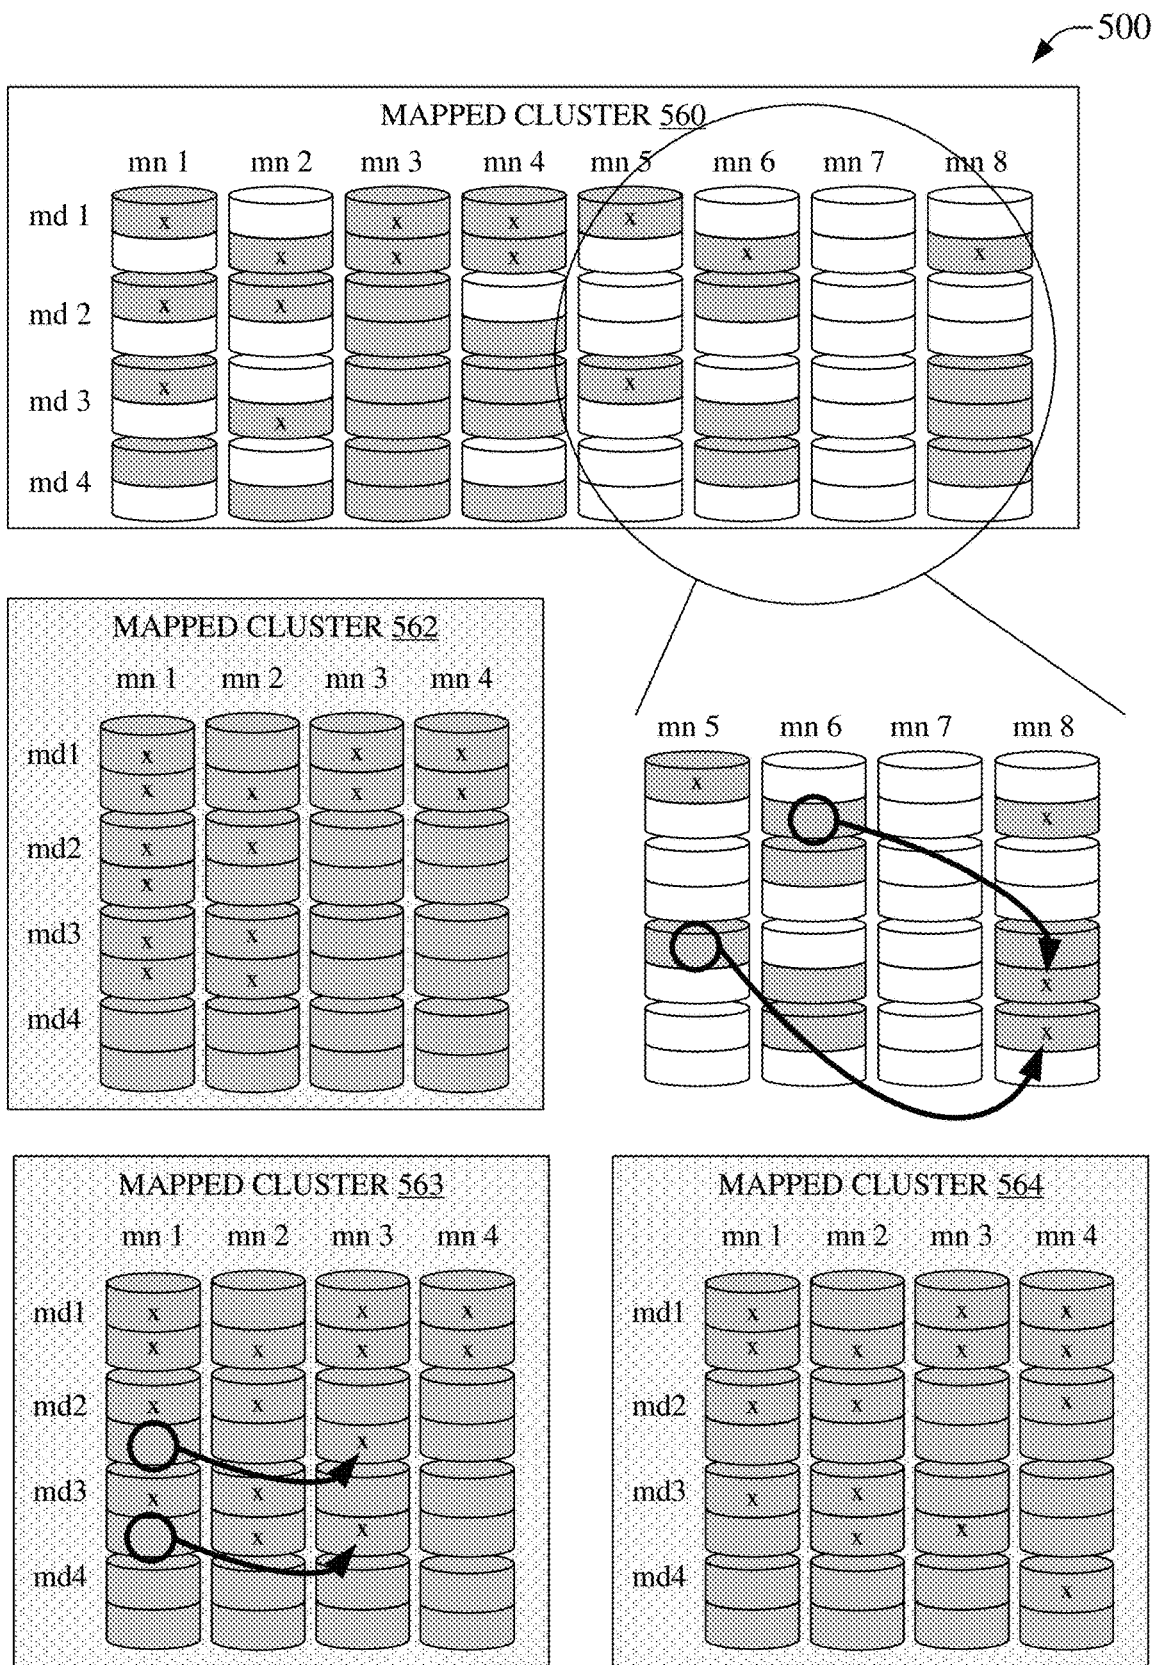 500
MAPPED CLUSTER 560
mn 1 mn 2 mn 3 mn 4 mn 5 mn 6 mn 7 mn 8
md 1 x x x x
x x x x x
md 2 x x
md 3 x x
x
md 4
MAPPED CLUSTER 562
mn 1 mn 2 mn 3 mn 4
md1 x x x
x x x x
md2 x x
x
md3 x x
x x
md4
mn 5 mn 6 mn 7 mn 8
x
x
x
x
MAPPED CLUSTER 563
mn 1 mn 2 mn 3 mn 4
md1 x x x
x x x x
md2 x x
x
md3 x x
x x
md4
MAPPED CLUSTER 564
mn 1 mn 2 mn 3 mn 4
md1 x x x
x x x x
md2 x x x
md3 x x
x x
md4 x